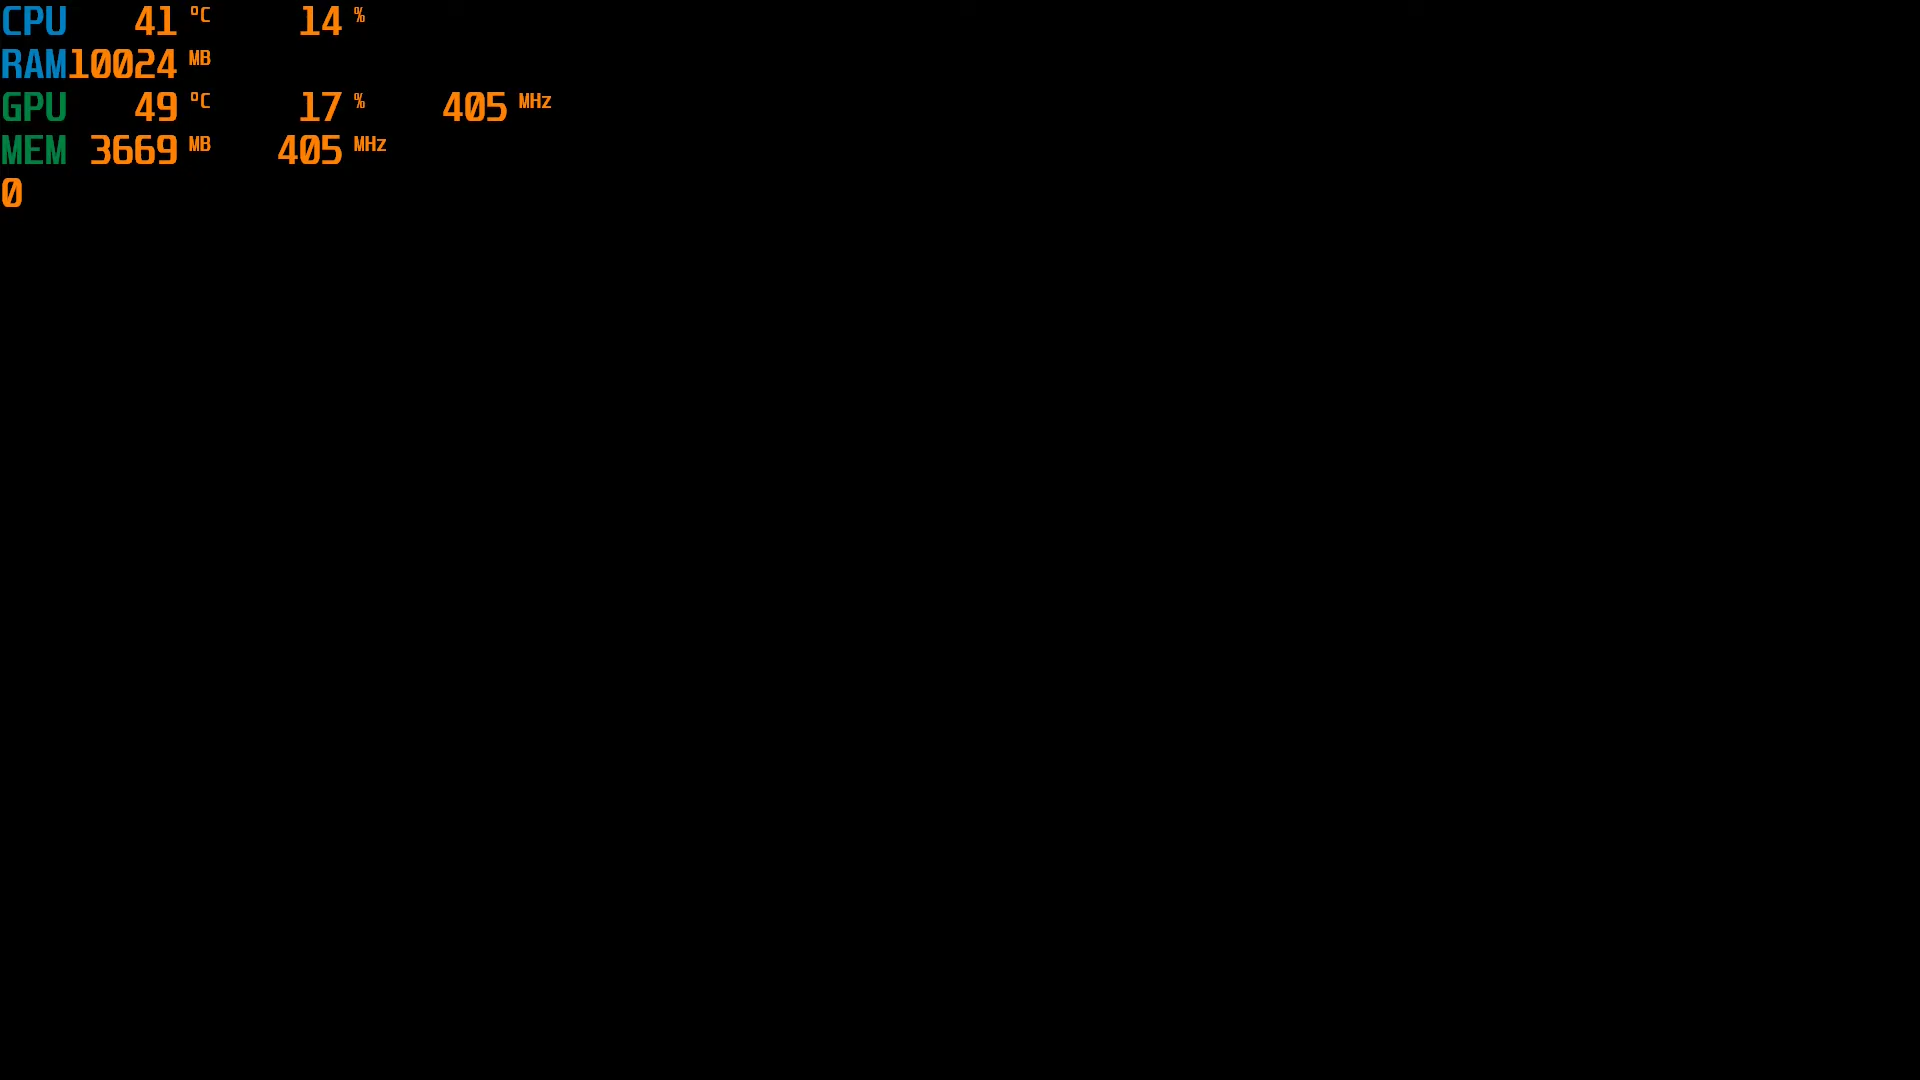 CPU 41 °C 14 %
RAM10024 MB
GPU 49 °C 17 % 405 MHz
MEM 3669 MB 405 MHz
0